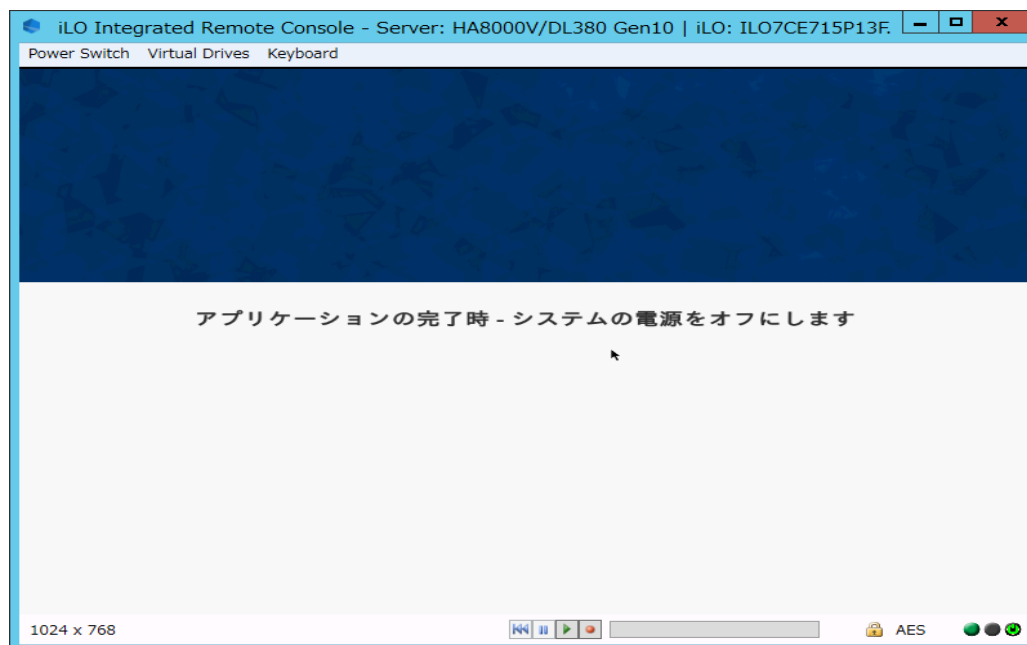 iLO Integrated Remote Console - Server: HA8000V/DL380 Gen10 | iLO: ILO7CE715P13F.
Power Switch Virtual Drives Keyboard
アプリケーションの完了時 - システムの電源をオフにします
1024 x 768
AES